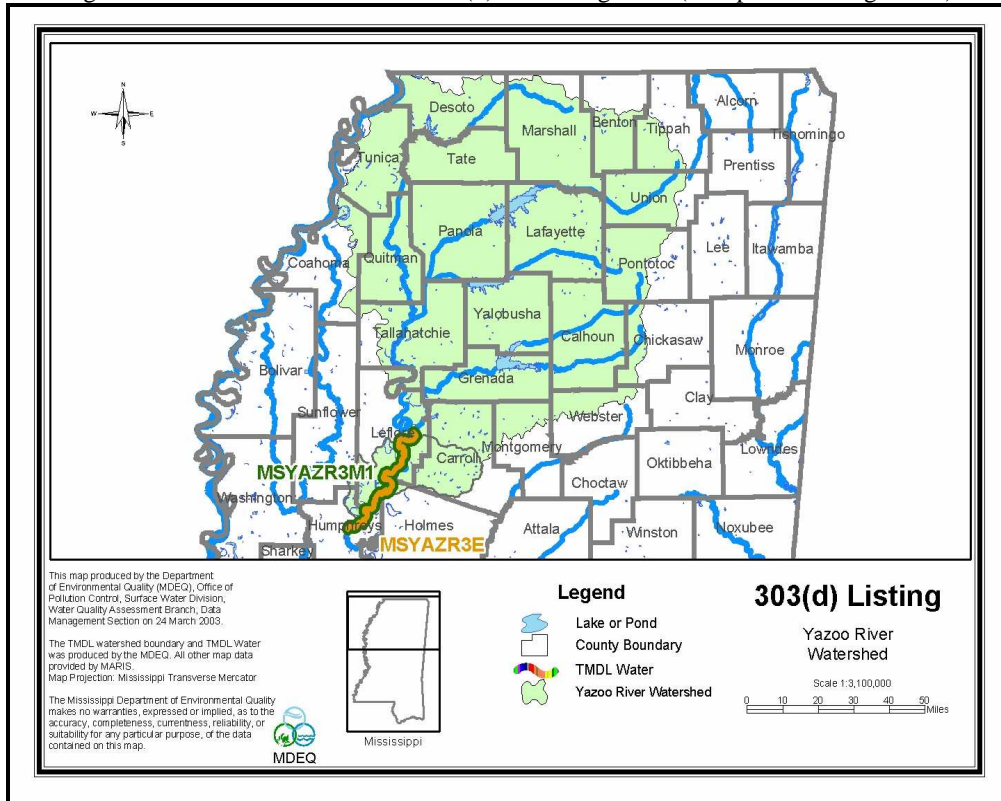 N
W E
S
Desoto
Marshall
Benton
Tippah
Alcorn
Tishomingo
Tunica
Tate
Prentiss
Union
Panola
Lafayette
Lee
Itawamba
Coahoma
Quitman
Pontotoc
Yalobusha
Tallahatchie
Calhoun
Chickasaw
Monroe
Bolivar
Grenada
Clay
Sunflower
Webster
Leflore
Montgomery
Carroll
Lowndes
Oktibbeha
MSYAZR3M1
Choctaw
Washington
Humphreys
Holmes
Attala
Winston
Noxubee
MSYAZR3E
Sharkey
This map produced by the Department
of Environmental Quality (MDEQ), Office of
Pollution Control, Surface Water Division,
Water Quality Assessment Branch, Data
Management Section on 24 March 2003.
The TMDL watershed boundary and TMDL Water
was produced by the MDEQ. All other map data
provided by MARIS.
Map Projection: Mississippi Transverse Mercator
The Mississippi Department of Environmental Quality
makes no warranties, expressed or implied, as to the
accuracy, completeness, currentness, reliability, or
suitability for any particular purpose, of the data
contained on this map.
MDEQ
Mississippi
Legend
Lake or Pond
County Boundary
TMDL Water
Yazoo River Watershed
303(d) Listing
Yazoo River
Watershed
Scale 1:3,100,000
0 10 20 30 40 50
Miles